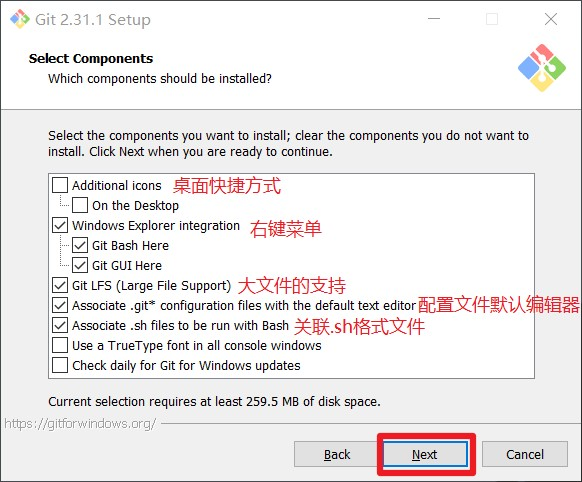 Git 2.31.1 Setup
Select Components
Which components should be installed?
Select the components you want to install; clear the components you do not want to
install. Click Next when you are ready to continue.
Additional icons 桌面快捷方式
On the Desktop
Windows Explorer integration 右键菜单
Git Bash Here
Git GUI Here
Git LFS (Large File Support) 大文件的支持
Associate .git* configuration files with the default text editor 配置文件默认编辑器
Associate .sh files to be run with Bash 关联.sh格式文件
Use a TrueType font in all console windows
Check daily for Git for Windows updates
Current selection requires at least 259.5 MB of disk space.
https://gitforwindows.org/
Back Next Cancel